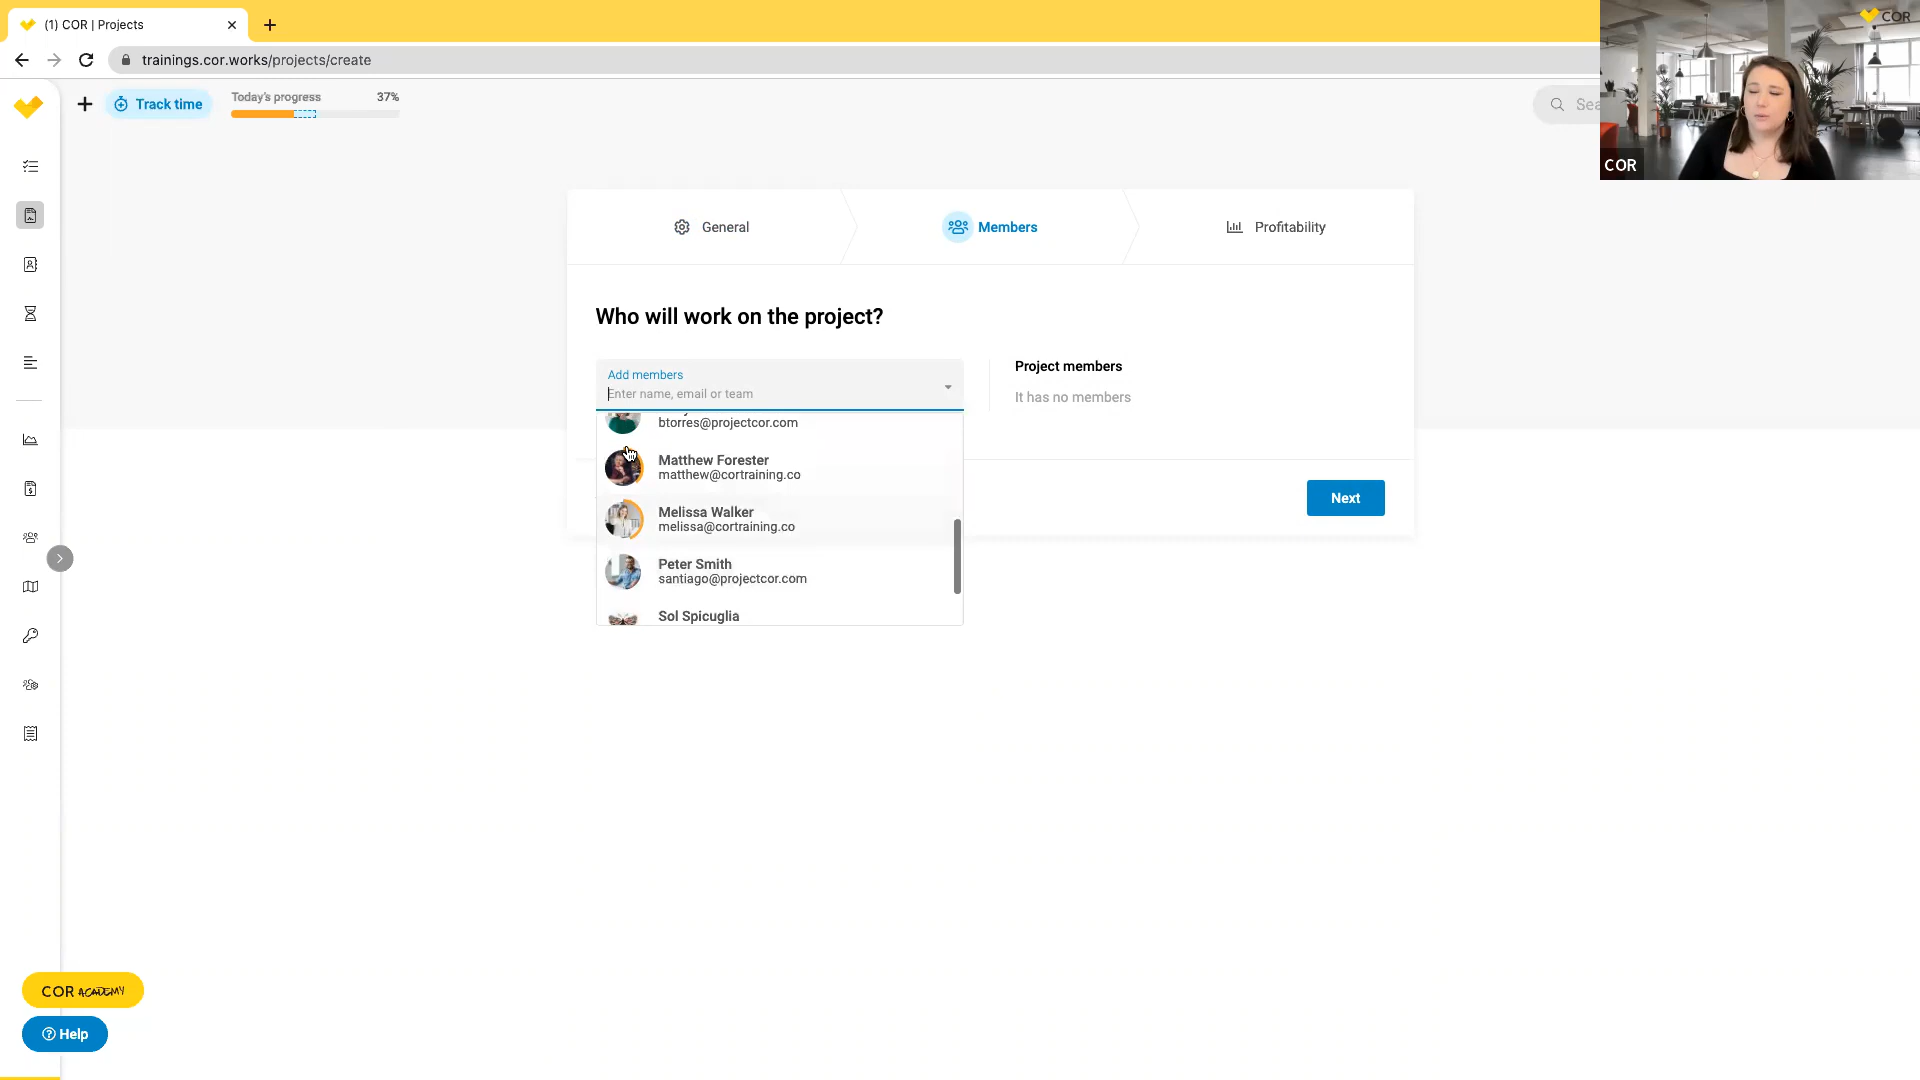 (1) COR | Projects
COR
trainings.cor.works/projects/create
Track time
Today's progress
37%
Sea
COR
General
Members
Profitability
Who will work on the project?
Add members
Enter name, email or team
Project members
It has no members
btorres@projectcor.com
Matthew Forester
matthew@cortraining.co
Melissa Walker
melissa@cortraining.co
Next
Peter Smith
santiago@projectcor.com
Sol Spicuglia
COR ACADEMY
Help